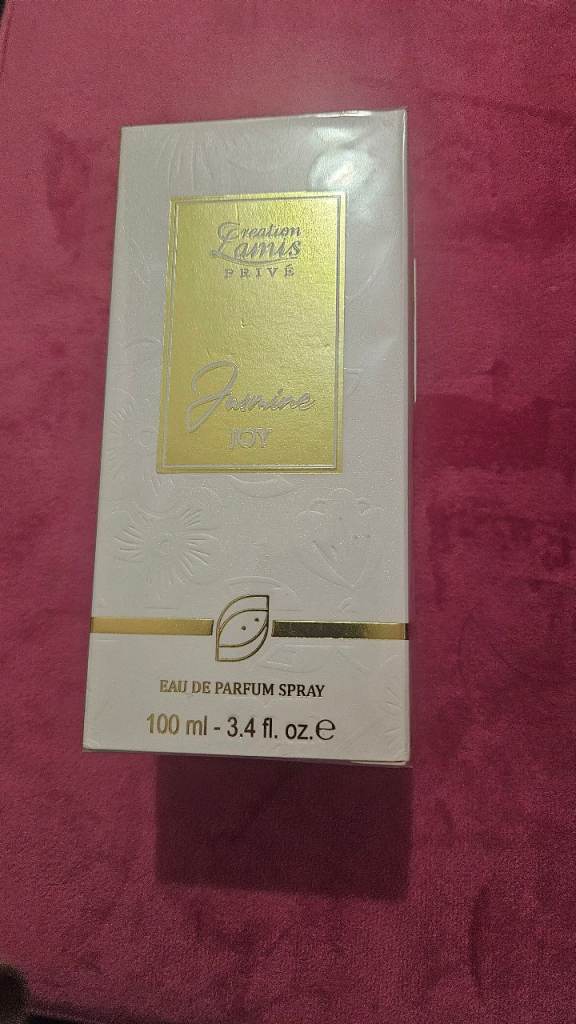 Creation
Lamis
PRIVÉ
Jasmine
JOY
EAU DE PARFUM SPRAY
100 ml - 3.4 fl. oz.℮